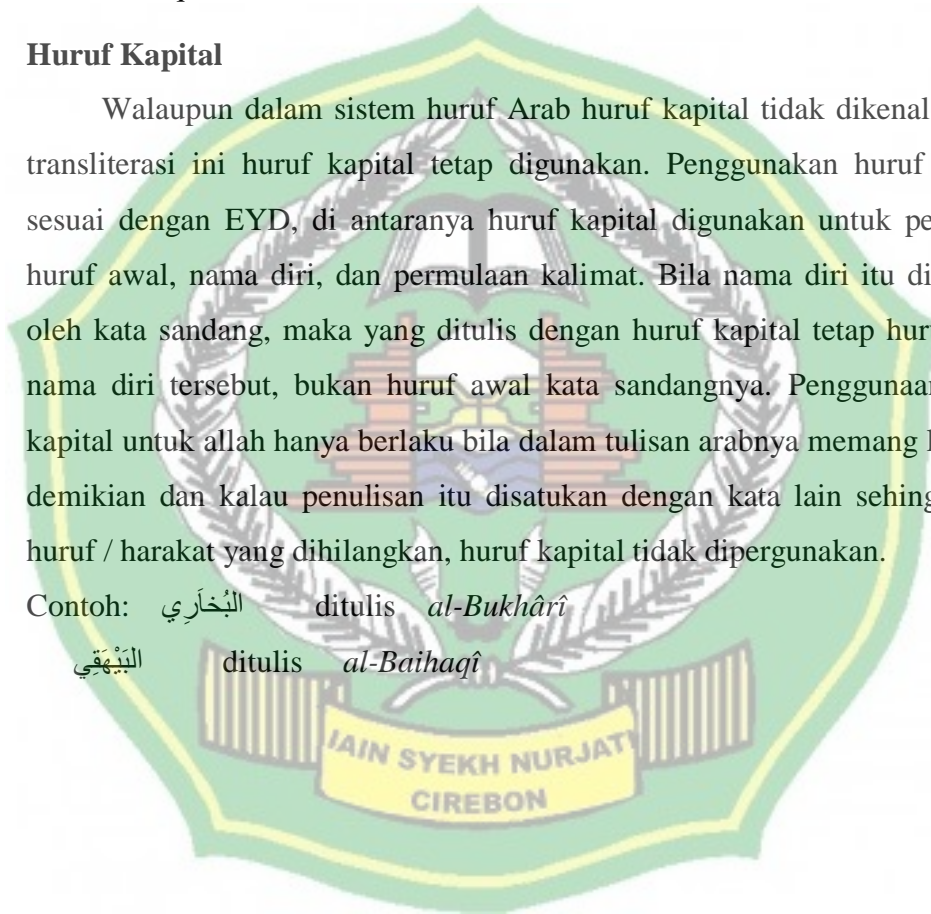 Huruf Kapital
Walaupun dalam sistem huruf Arab huruf kapital tidak dikenal
transliterasi ini huruf kapital tetap digunakan. Penggunakan huruf
sesuai dengan EYD, di antaranya huruf kapital digunakan untuk
huruf awal, nama diri, dan permulaan kalimat. Bila nama diri itu
oleh kata sandang, maka yang ditulis dengan huruf kapital tetap
nama diri tersebut, bukan huruf awal kata sandangnya. Penggunaan
kapital untuk allah hanya berlaku bila dalam tulisan arabnya memang
demikian dan kalau penulisan itu disatukan dengan kata lain
huruf / harakat yang dihilangkan, huruf kapital tidak dipergunakan.
Contoh: البُخاَرِي ditulis al-Bukhârî
البَيْهَقِي ditulis al-Baihaqî
IAIN SYEKH NURJATI
CIREBON